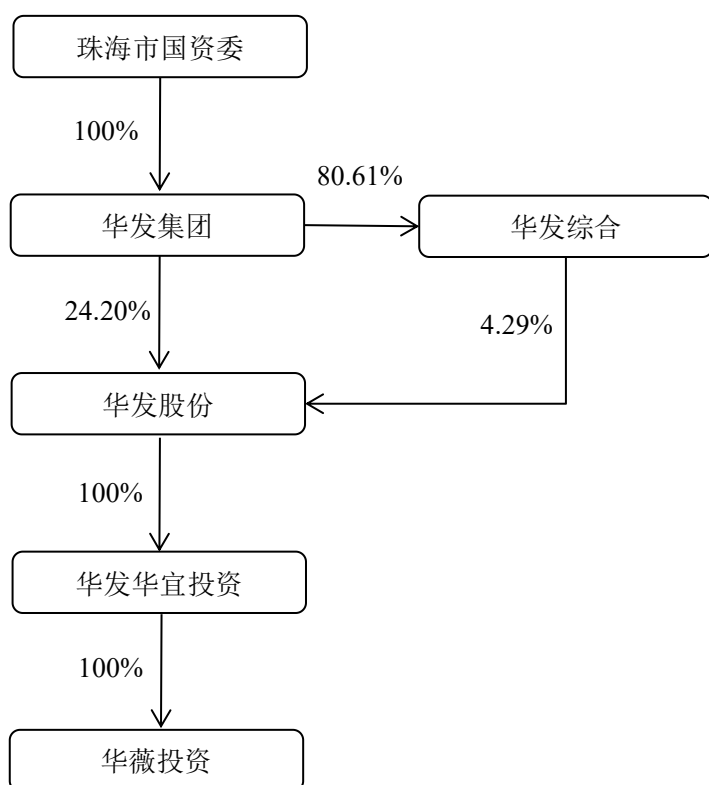 珠海市国资委
100%
80.61%
华发集团
华发综合
24.20%
4.29%
华发股份
100%
华发华宜投资
100%
华薇投资